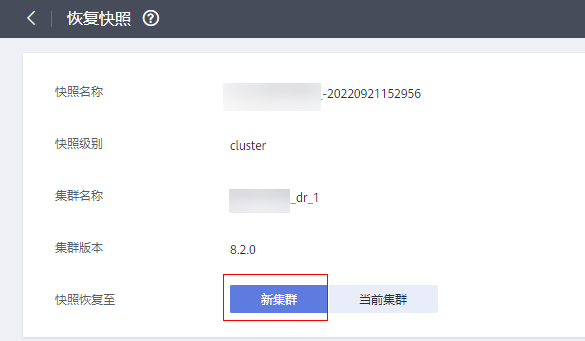 恢复快照
快照名称 -20220921152956
快照级别 cluster
集群名称 _dr_1
集群版本 8.2.0
快照恢复至 新集群 当前集群